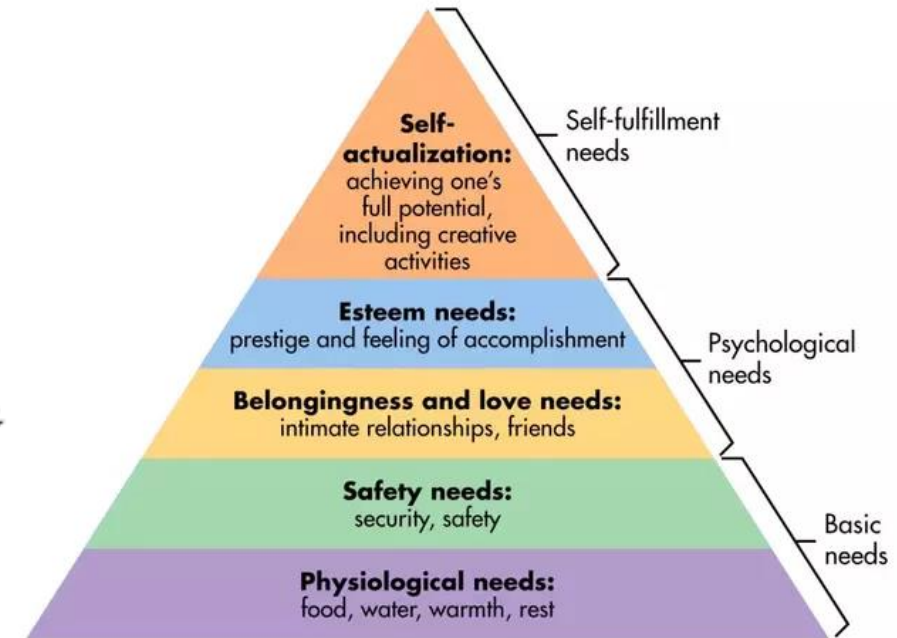 Self-
actualization:
achieving one's
full potential,
including creative
activities
Self-fulfillment
needs
Esteem needs:
prestige and feeling of accomplishment
Psychological
needs
Belongingness and love needs:
intimate relationships, friends
Safety needs:
security, safety
Basic
needs
Physiological needs:
food, water, warmth, rest